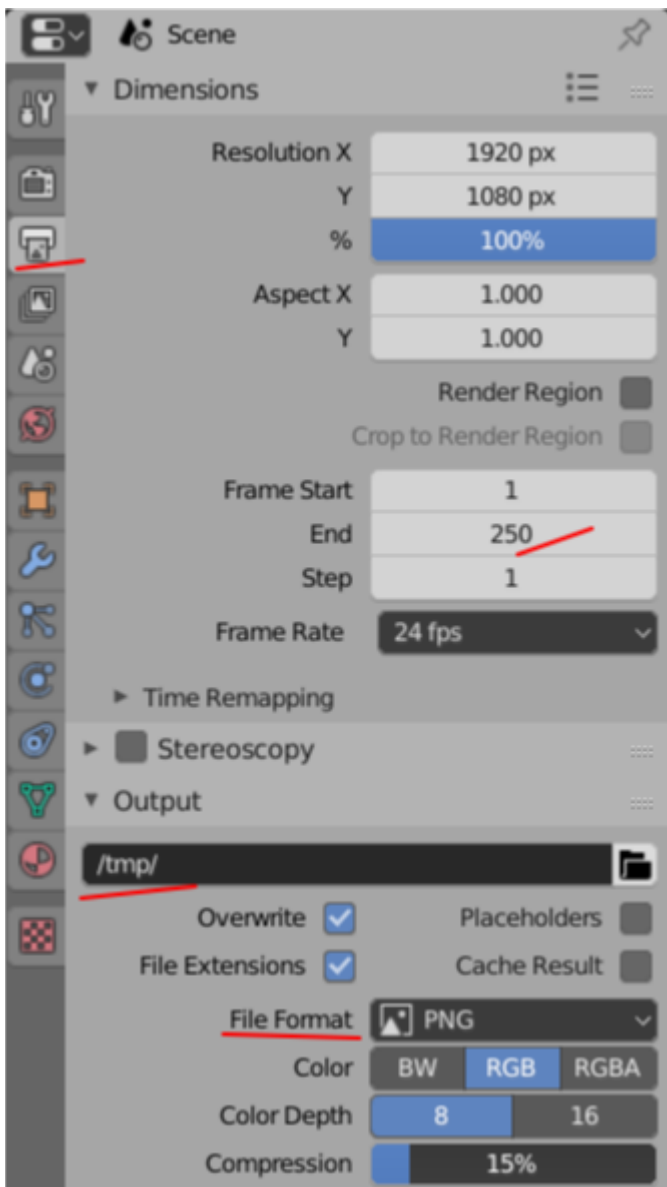 Scene
Dimensions
Resolution X 1920 px
Y 1080 px
% 100%
Aspect X 1.000
Y 1.000
Render Region
Crop to Render Region
Frame Start 1
End 250
Step 1
Frame Rate 24 fps
Time Remapping
Stereoscopy
Output
/tmp/
Overwrite Placeholders
File Extensions Cache Result
File Format PNG
Color BW RGB RGBA
Color Depth 8 16
Compression 15%